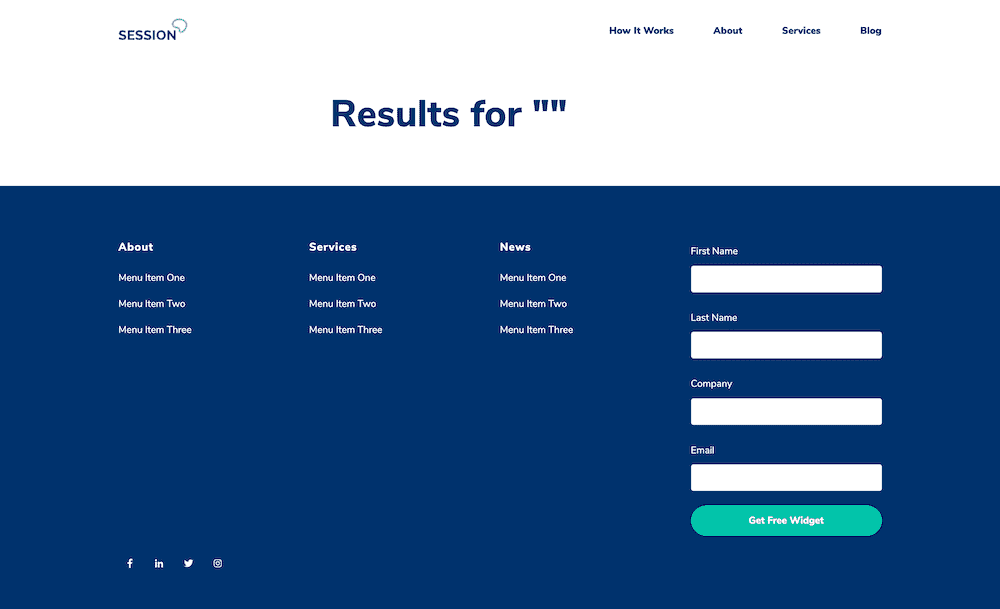 SESSION
How It Works About Services Blog
Results for ""
About
Menu Item One
Menu Item Two
Menu Item Three
Services
Menu Item One
Menu Item Two
Menu Item Three
News
Menu Item One
Menu Item Two
Menu Item Three
First Name
Last Name
Company
Email
Get Free Widget